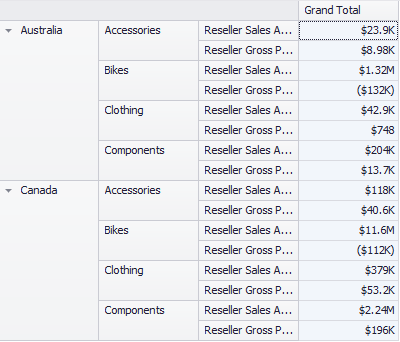 Grand Total
Australia Accessories Reseller Sales A... $23.9K
Reseller Gross P... $8.98K
Bikes Reseller Sales A... $1.32M
Reseller Gross P... ($132K)
Clothing Reseller Sales A... $42.9K
Reseller Gross P... $748
Components Reseller Sales A... $204K
Reseller Gross P... $13.7K
Canada Accessories Reseller Sales A... $118K
Reseller Gross P... $40.6K
Bikes Reseller Sales A... $11.6M
Reseller Gross P... ($112K)
Clothing Reseller Sales A... $379K
Reseller Gross P... $53.2K
Components Reseller Sales A... $2.24M
Reseller Gross P... $196K